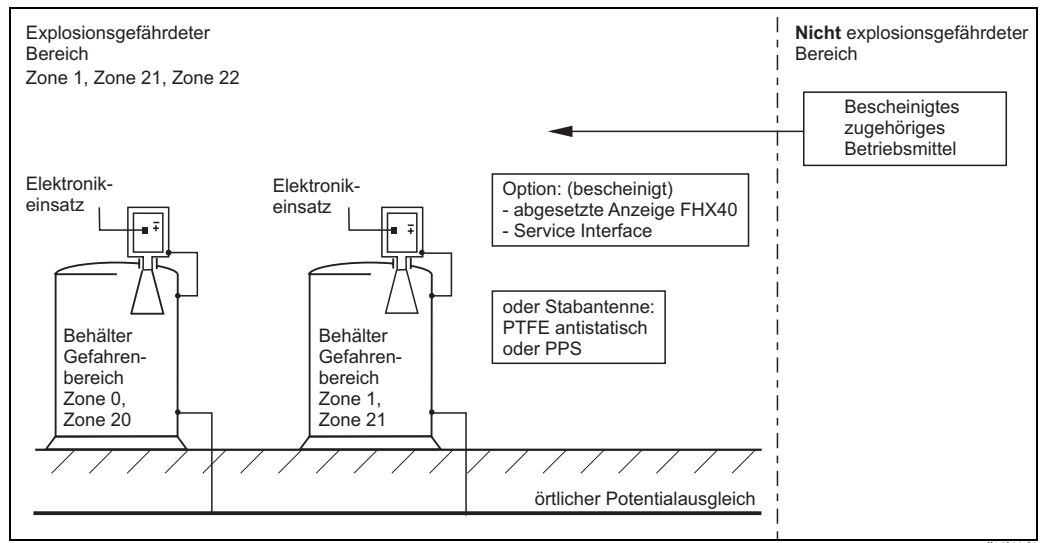 Explosionsgefährdeter
Bereich
Zone 1, Zone 21, Zone 22
Nicht explosionsgefährdeter
Bereich
Bescheinigtes
zugehöriges
Betriebsmittel
Elektronik-
einsatz
Elektronik-
einsatz
Option: (bescheinigt)
- abgesetzte Anzeige FHX40
- Service Interface
oder Stabantenne:
PTFE antistatisch
oder PPS
Behälter
Gefahren-
bereich
Zone 0,
Zone 20
Behälter
Gefahren-
bereich
Zone 1,
Zone 21
örtlicher Potentialausgleich